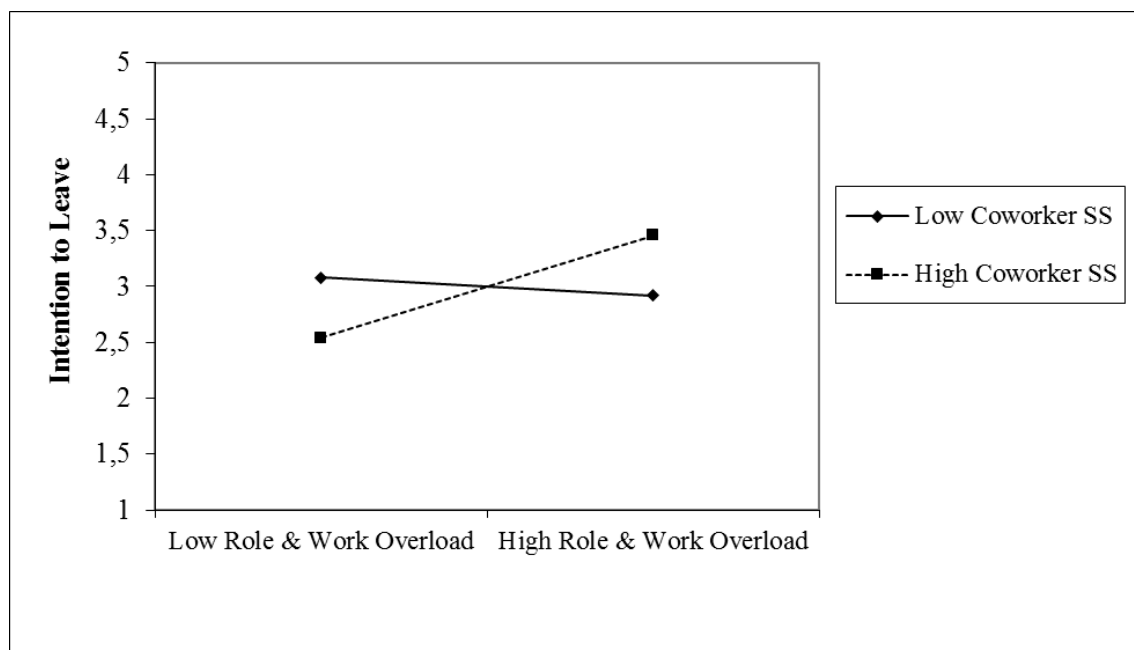 Intention to Leave
5
4,5
4
3,5
3
2,5
2
1,5
1
Low Role & Work Overload
High Role & Work Overload
Low Coworker SS
High Coworker SS